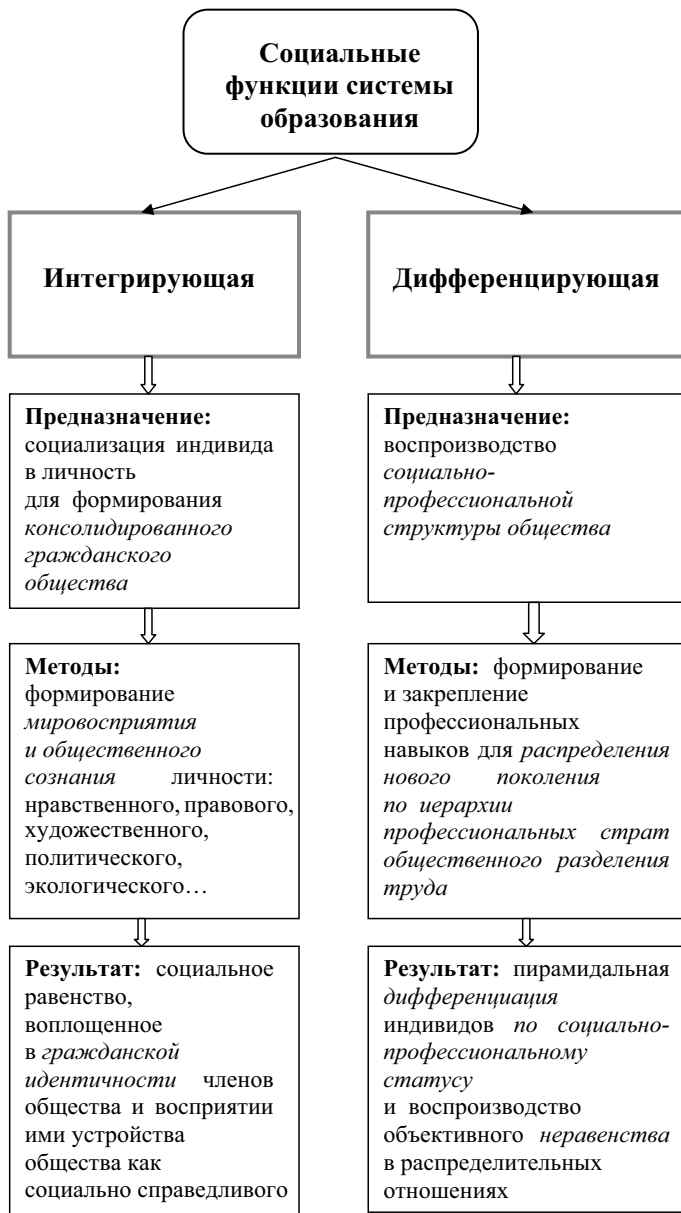 Социальные
функции системы
образования
Интегрирующая
Предназначение:
социализация индивида
в личность
для формирования
консолидированного
гражданского
общества
Методы:
формирование
мировосприятия
и общественного
сознания личности:
нравственного, правового,
художественного,
политического,
экологического…
Результат: социальное
равенство,
воплощенное
в гражданской
идентичности членов
общества и восприятии
ими устройства
общества как
социально справедливого
Дифференцирующая
Предназначение:
воспроизводство
социально-
профессиональной
структуры общества
Методы: формирование
и закрепление
профессиональных
навыков для распределения
нового поколения
по иерархии
профессиональных страт
общественного разделения
труда
Результат: пирамидальная
дифференциация
индивидов по социально-
профессиональному
статусу
и воспроизводство
объективного неравенства
в распределительных
отношениях